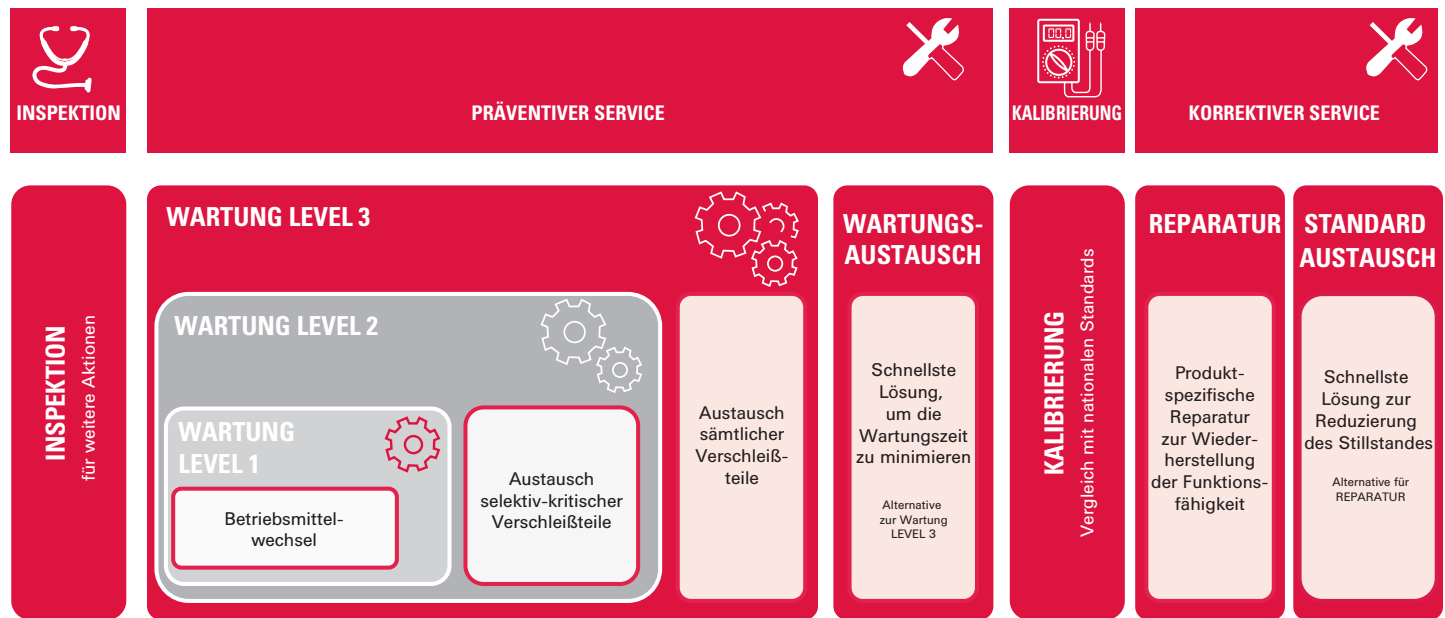 00.0
INSPEKTION
PRÄVENTIVER SERVICE
KALIBRIERUNG
KORREKTIVER SERVICE
INSPEKTION
für weitere Aktionen
WARTUNG LEVEL 3
WARTUNG LEVEL 2
WARTUNG
LEVEL 1
Betriebsmittel-
wechsel
Austausch
selektiv-kritischer
Verschleißteile
Austausch
sämtlicher
Verschleiß-
teile
WARTUNGS-
AUSTAUSCH
Schnellste
Lösung,
um die
Wartungszeit
zu minimieren
Alternative
zur Wartung
LEVEL 3
KALIBRIERUNG
Vergleich mit nationalen Standards
REPARATUR
Produkt-
spezifische
Reparatur
zur Wieder-
herstellung
der Funktions-
fähigkeit
STANDARD
AUSTAUSCH
Schnellste
Lösung zur
Reduzierung
des Stillstandes
Alternative für
REPARATUR